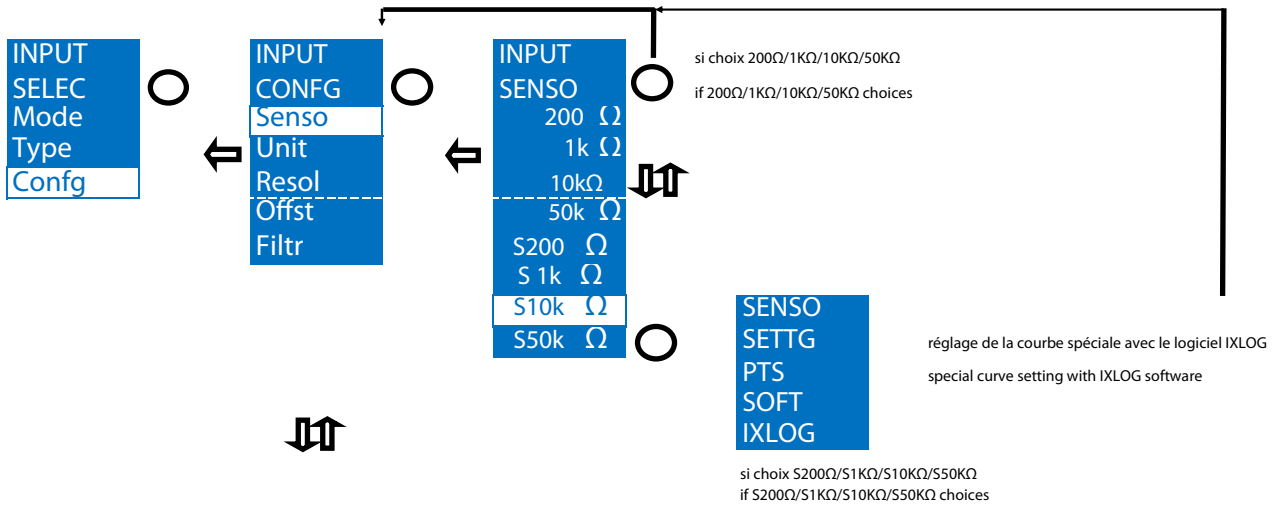 INPUT
SELEC
Mode
Type
Confg
INPUT
CONFG
Senso
Unit
Resol
Offst
Filtr
INPUT
SENSO
200 Ω
1k Ω
10kΩ
50k Ω
S200 Ω
S 1k Ω
S10k Ω
S50k Ω
si choix 200Ω/1KΩ/10KΩ/50KΩ
if 200Ω/1KΩ/10KΩ/50KΩ choices
SENSO
SETTG
PTS
SOFT
IXLOG
réglage de la courbe spéciale avec le logiciel IXLOG
special curve setting with IXLOG software
si choix S200Ω/S1KΩ/S10KΩ/S50KΩ
if S200Ω/S1KΩ/S10KΩ/S50KΩ choices